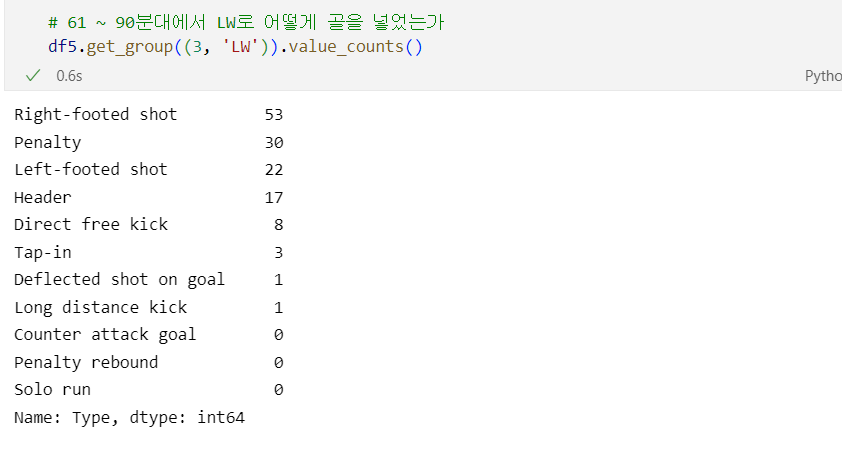 # 61 ~ 90분대에서 LW로 어떻게 골을 넣었는가
df5.get_group((3, 'LW')).value_counts()
0.6s
Pytho
Right-footed shot 53
Penalty 30
Left-footed shot 22
Header 17
Direct free kick 8
Tap-in 3
Deflected shot on goal 1
Long distance kick 1
Counter attack goal 0
Penalty rebound 0
Solo run 0
Name: Type, dtype: int64